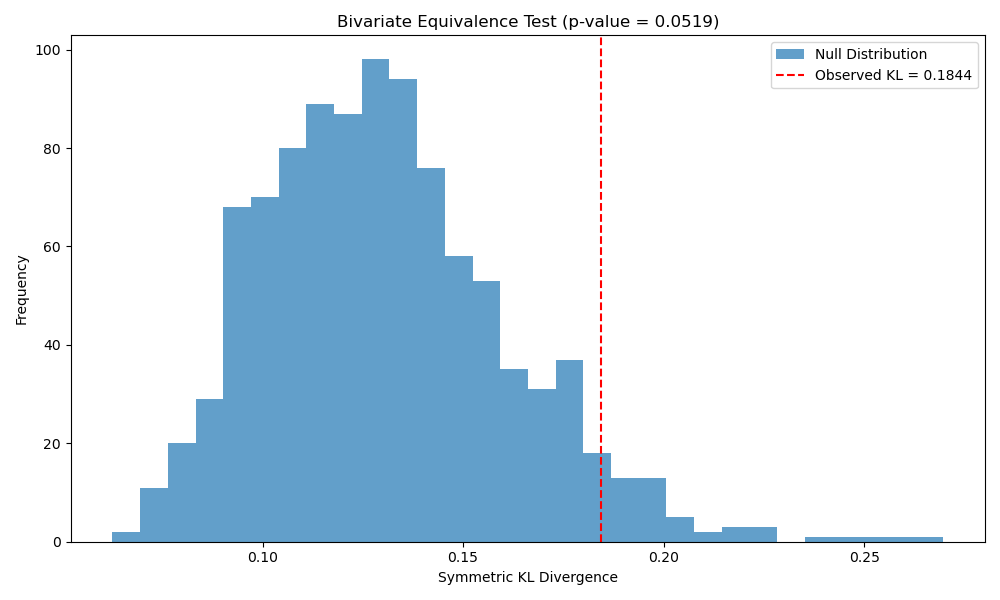 Bivariate Equivalence Test (p-value = 0.0519)
Null Distribution
Observed KL = 0.1844
Frequency
100
80
60
40
20
0
0.10
0.15
0.20
0.25
Symmetric KL Divergence